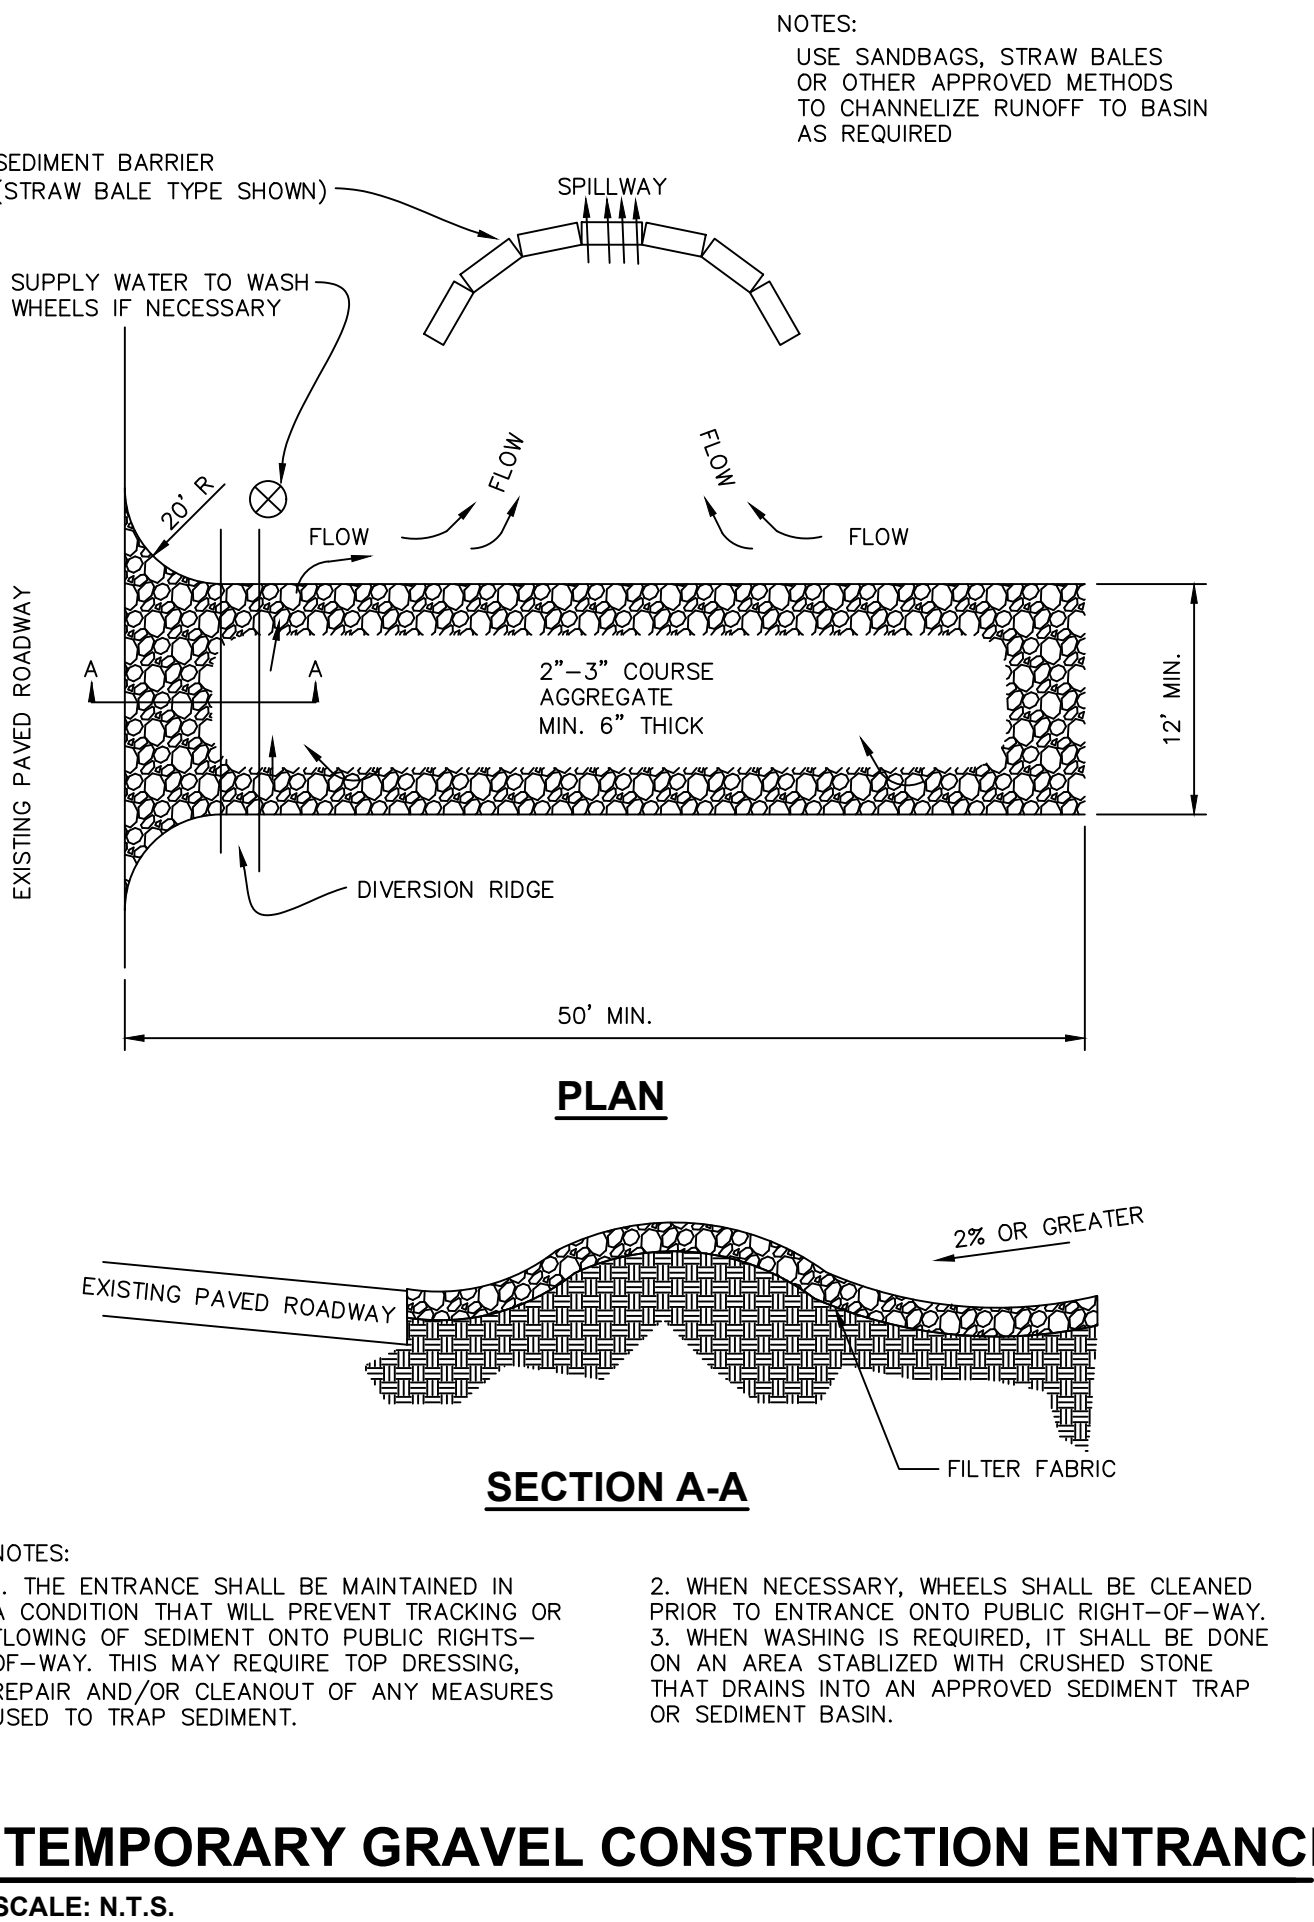 NOTES:
USE SANDBAGS, STRAW BALES
OR OTHER APPROVED METHODS
TO CHANNELIZE RUNOFF TO BASIN
AS REQUIRED
SEDIMENT BARRIER
(STRAW BALE TYPE SHOWN)
SPILLWAY
SUPPLY WATER TO WASH
WHEELS IF NECESSARY
20' R
FLOW
FLOW
FLOW
FLOW
EXISTING PAVED ROADWAY
A
A
2"-3" COURSE
AGGREGATE
MIN. 6" THICK
12' MIN.
DIVERSION RIDGE
50' MIN.
PLAN
2% OR GREATER
EXISTING PAVED ROADWAY
FILTER FABRIC
SECTION A-A
NOTES:
. THE ENTRANCE SHALL BE MAINTAINED IN
A CONDITION THAT WILL PREVENT TRACKING OR
FLOWING OF SEDIMENT ONTO PUBLIC RIGHTS-
OF-WAY. THIS MAY REQUIRE TOP DRESSING,
REPAIR AND/OR CLEANOUT OF ANY MEASURES
USED TO TRAP SEDIMENT.
2. WHEN NECESSARY, WHEELS SHALL BE CLEANED
PRIOR TO ENTRANCE ONTO PUBLIC RIGHT-OF-WAY.
3. WHEN WASHING IS REQUIRED, IT SHALL BE DONE
ON AN AREA STABLIZED WITH CRUSHED STONE
THAT DRAINS INTO AN APPROVED SEDIMENT TRAP
OR SEDIMENT BASIN.
TEMPORARY GRAVEL CONSTRUCTION ENTRANCE
SCALE: N.T.S.